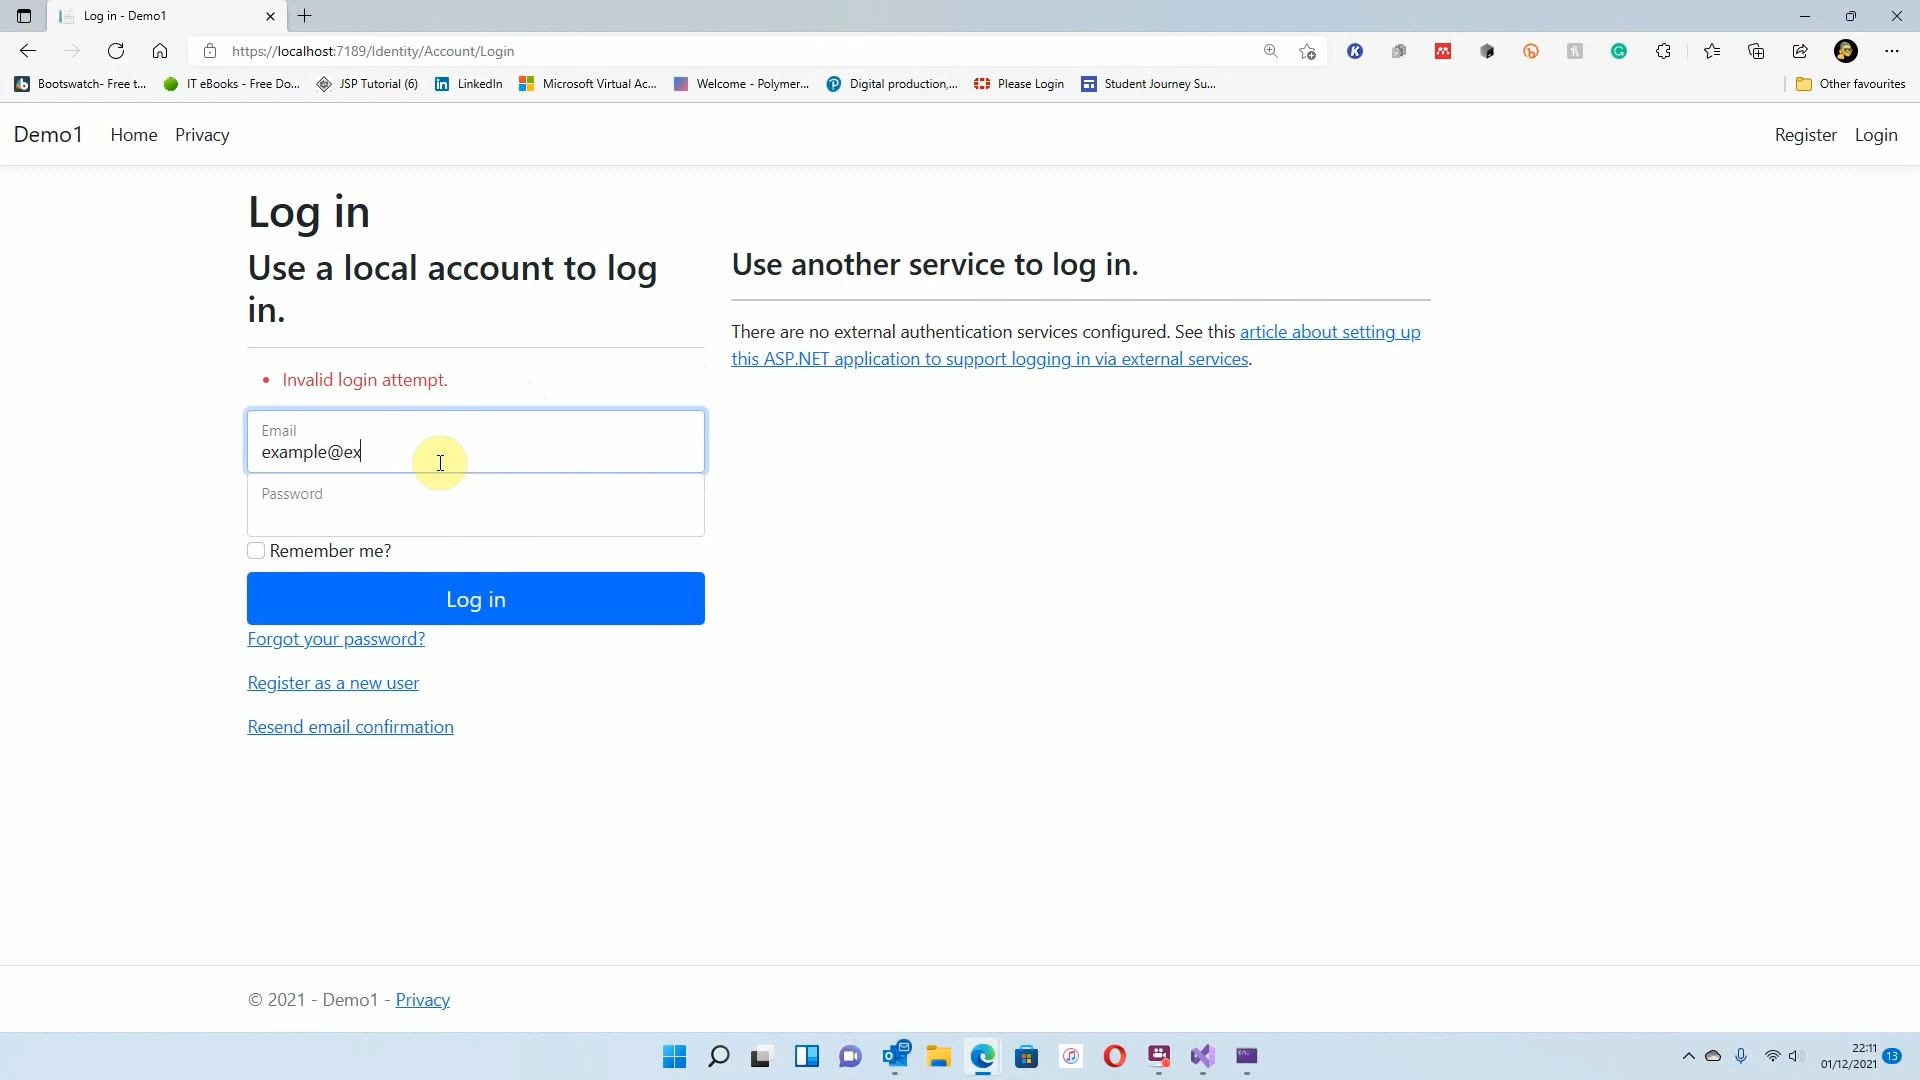 Log in - Demo1
https://localhost:7189/Identity/Account/Login
Bootswatch- Free t...
IT eBooks - Free Do...
JSP Tutorial (6)
LinkedIn
Microsoft Virtual Ac...
Welcome - Polymer...
Digital production,...
Please Login
Student Journey Su...
Other favourites
Demo1
Home
Privacy
Register
Login
Log in
Use a local account to log
in.
Invalid login attempt.
Email
example@ex
Password
Remember me?
Log in
Forgot your password?
Register as a new user
Resend email confirmation
Use another service to log in.
There are no external authentication services configured. See this article about setting up
this ASP.NET application to support logging in via external services.
© 2021 - Demo1 - Privacy
22:11
01/12/2021
13